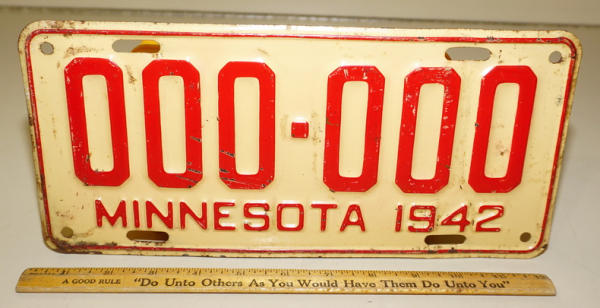 000·000
MINNESOTA 1942
A GOOD RULE "Do Unto Others As You Would Have Them Do Unto You"